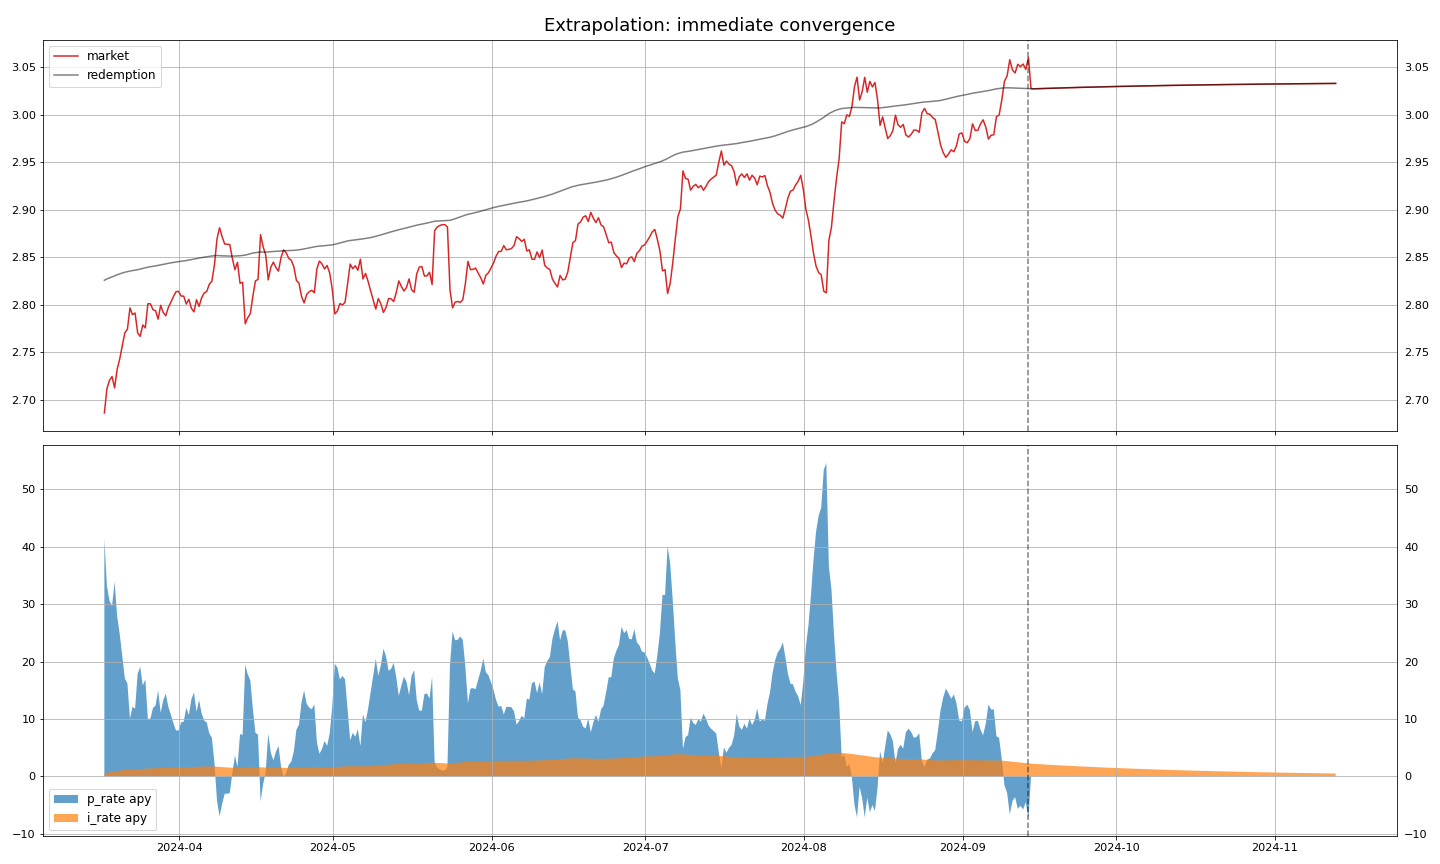 Extrapolation: immediate convergence
market
redemption
3.05 3.05
3.00 3.00
2.95 2.95
2.90 2.90
2.85 2.85
2.80 2.80
2.75 2.75
2.70 2.70
50 50
40 40
30 30
20 20
10 10
0 0
p_rate apy
i_rate apy
−10 −10
2024-04 2024-05 2024-06 2024-07 2024-08 2024-09 2024-10 2024-11